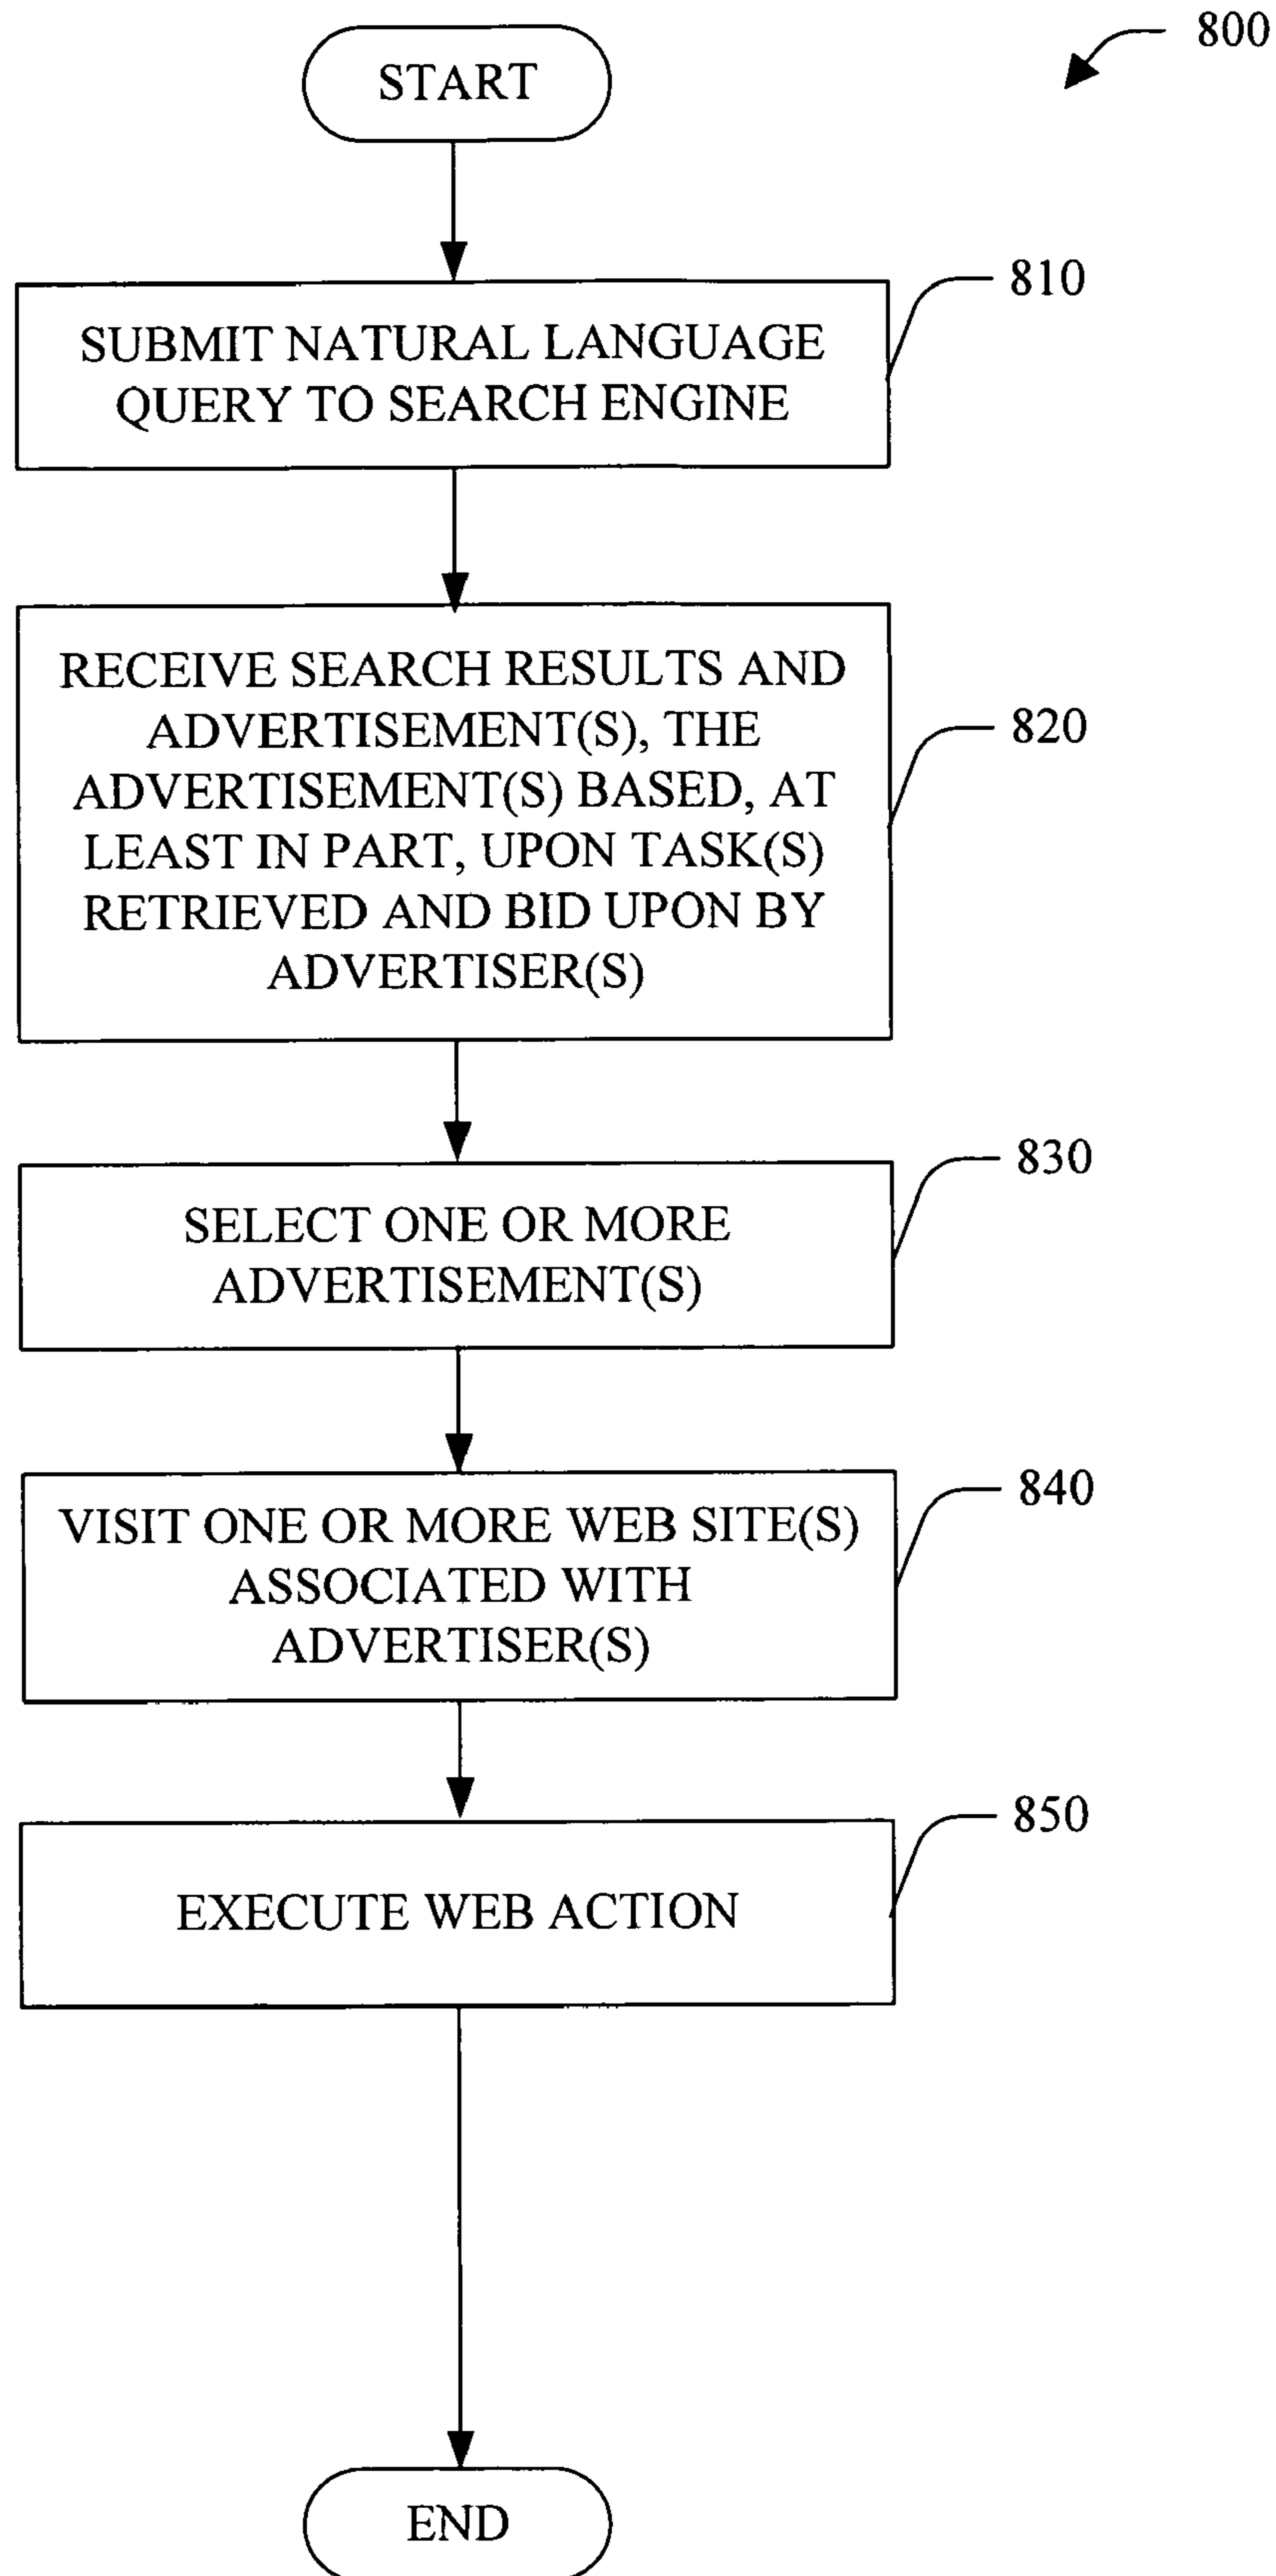 800
START
810
SUBMIT NATURAL LANGUAGE
QUERY TO SEARCH ENGINE
820
RECEIVE SEARCH RESULTS AND
ADVERTISEMENT(S), THE
ADVERTISEMENT(S) BASED, AT
LEAST IN PART, UPON TASK(S)
RETRIEVED AND BID UPON BY
ADVERTISER(S)
830
SELECT ONE OR MORE
ADVERTISEMENT(S)
840
VISIT ONE OR MORE WEB SITE(S)
ASSOCIATED WITH
ADVERTISER(S)
850
EXECUTE WEB ACTION
END